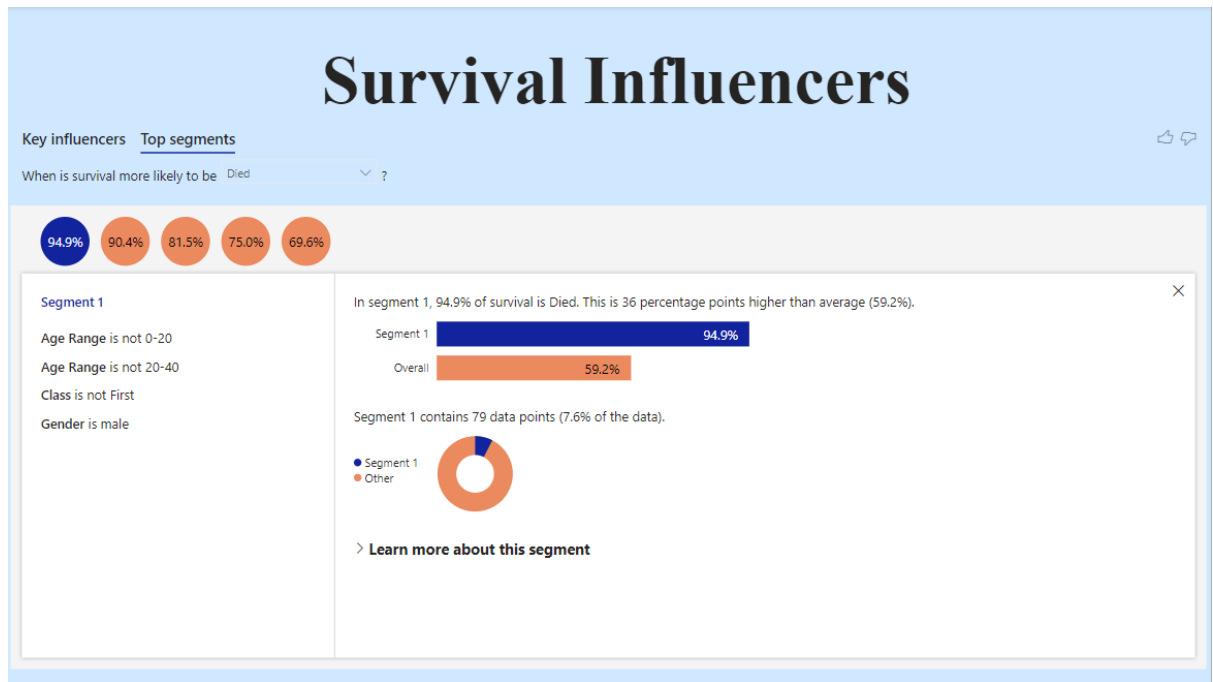 Survival Influencers
Key influencers Top segments
When is survival more likely to be Died ?
94.9% 90.4% 81.5% 75.0% 69.6%
Segment 1
Age Range is not 0-20
Age Range is not 20-40
Class is not First
Gender is male
In segment 1, 94.9% of survival is Died. This is 36 percentage points higher than average (59.2%).
Segment 1 94.9%
Overall 59.2%
Segment 1 contains 79 data points (7.6% of the data).
Segment 1
Other
Learn more about this segment